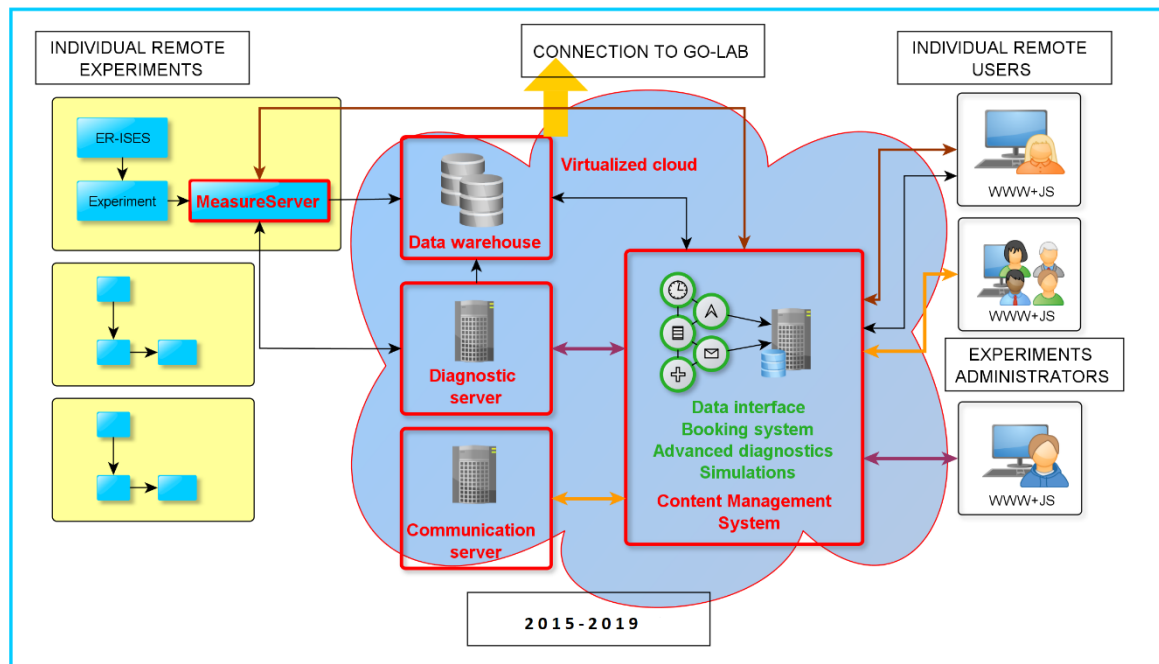 INDIVIDUAL REMOTE
EXPERIMENTS
CONNECTION TO GO-LAB
INDIVIDUAL REMOTE
USERS
ER-ISES
Experiment
MeasureServer
Virtualized cloud
Data warehouse
WWW+JS
WWW+JS
Diagnostic
server
EXPERIMENTS
ADMINISTRATORS
Data interface
Booking system
Advanced diagnostics
Simulations
Content Management
System
Communication
server
WWW+JS
2015-2019